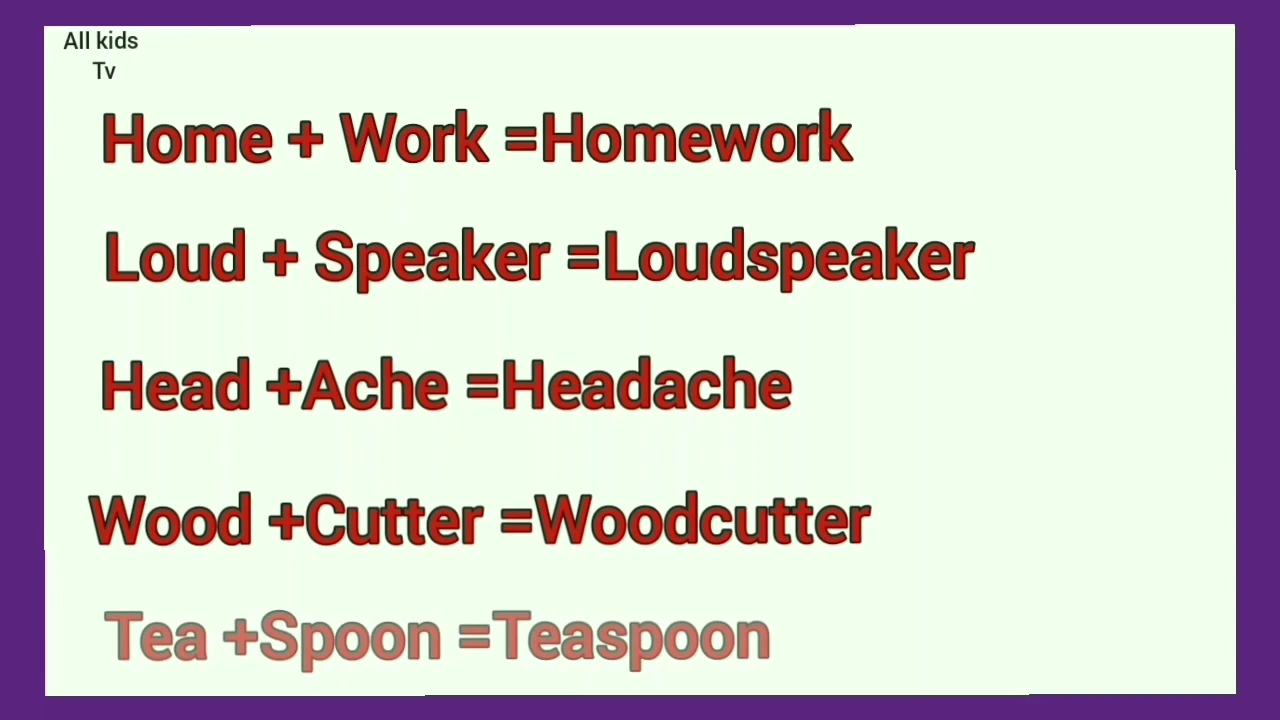 All kids
Tv
Home + Work =Homework
Loud + Speaker =Loudspeaker
Head +Ache =Headache
Wood +Cutter =Woodcutter
Tea +Spoon =Teaspoon